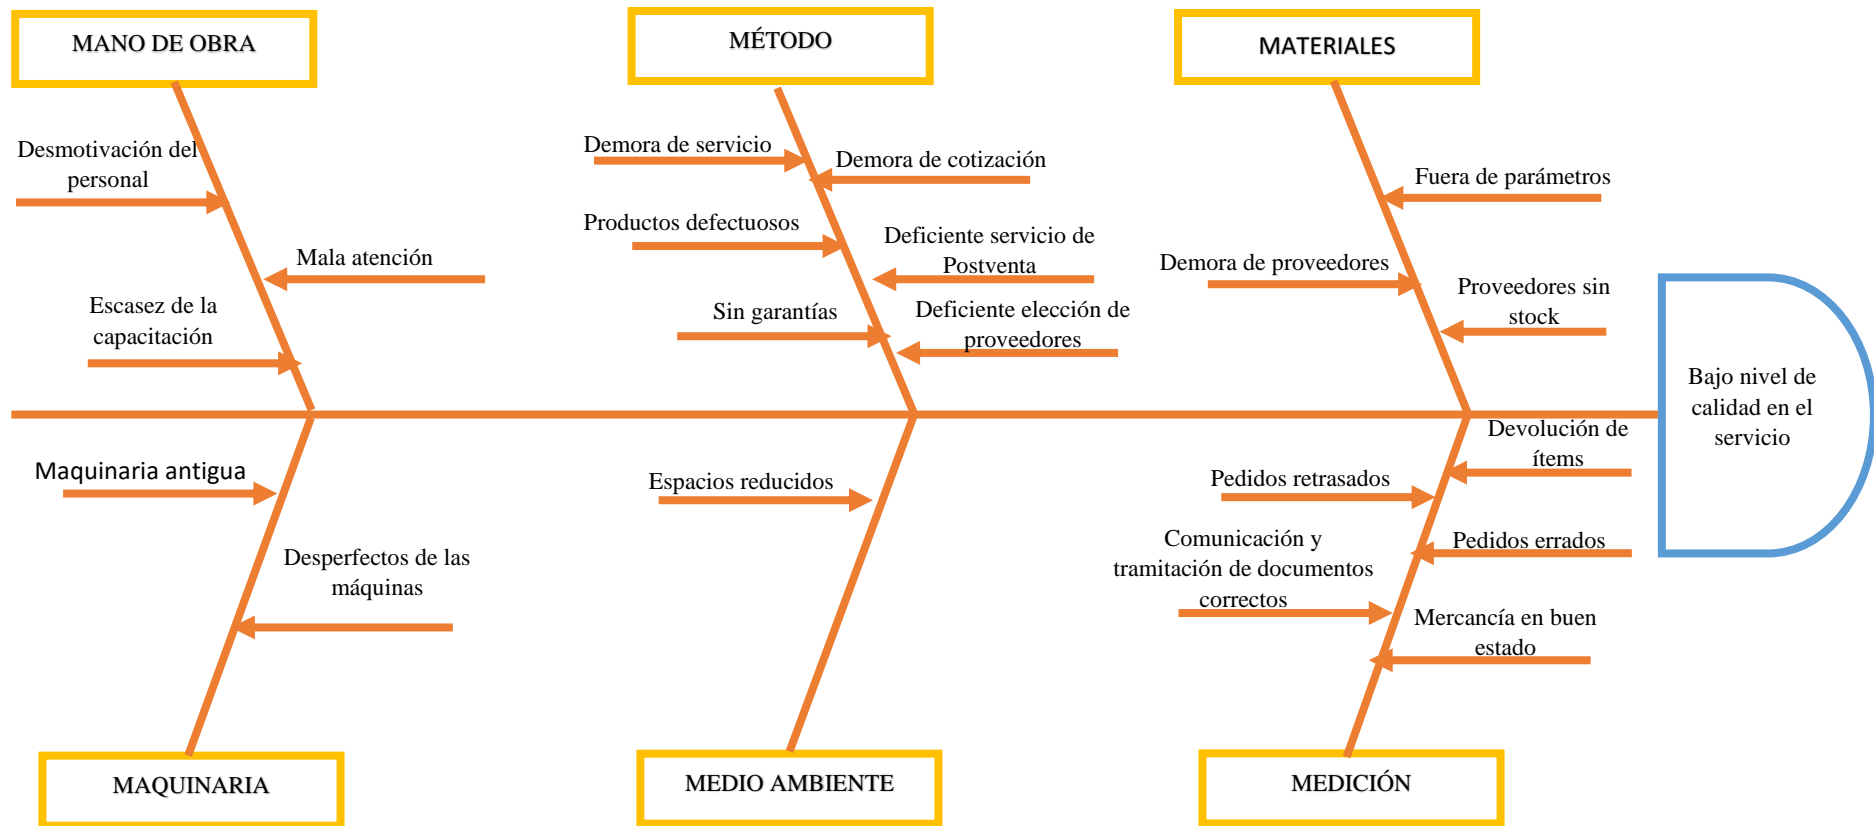 MANO DE OBRA
MÉTODO
MATERIALES
Desmotivación del
personal
Mala atención
Escasez de la
capacitación
Demora de servicio
Demora de cotización
Productos defectuosos
Deficiente servicio de
Postventa
Sin garantías
Deficiente elección de
proveedores
Fuera de parámetros
Demora de proveedores
Proveedores sin
stock
Bajo nivel de
calidad en el
servicio
Maquinaria antigua
Desperfectos de las
máquinas
Espacios reducidos
Devolución de
ítems
Pedidos retrasados
Pedidos errados
Comunicación y
tramitación de documentos
correctos
Mercancía en buen
estado
MAQUINARIA
MEDIO AMBIENTE
MEDICIÓN